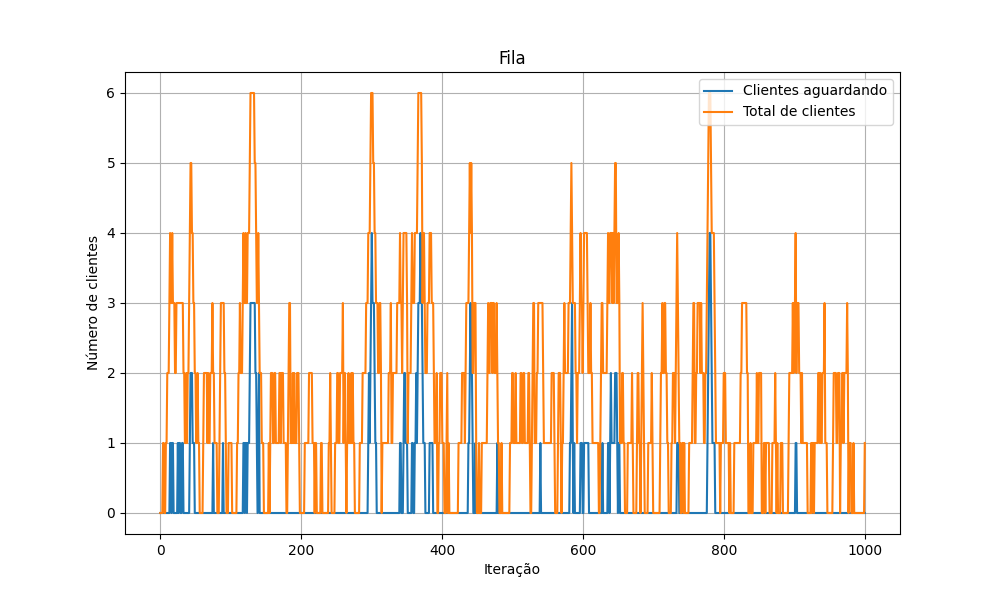 Fila
Clientes aguardando
Total de clientes
Número de clientes
6
5
4
3
2
1
0
0 200 400 600 800 1000
Iteração